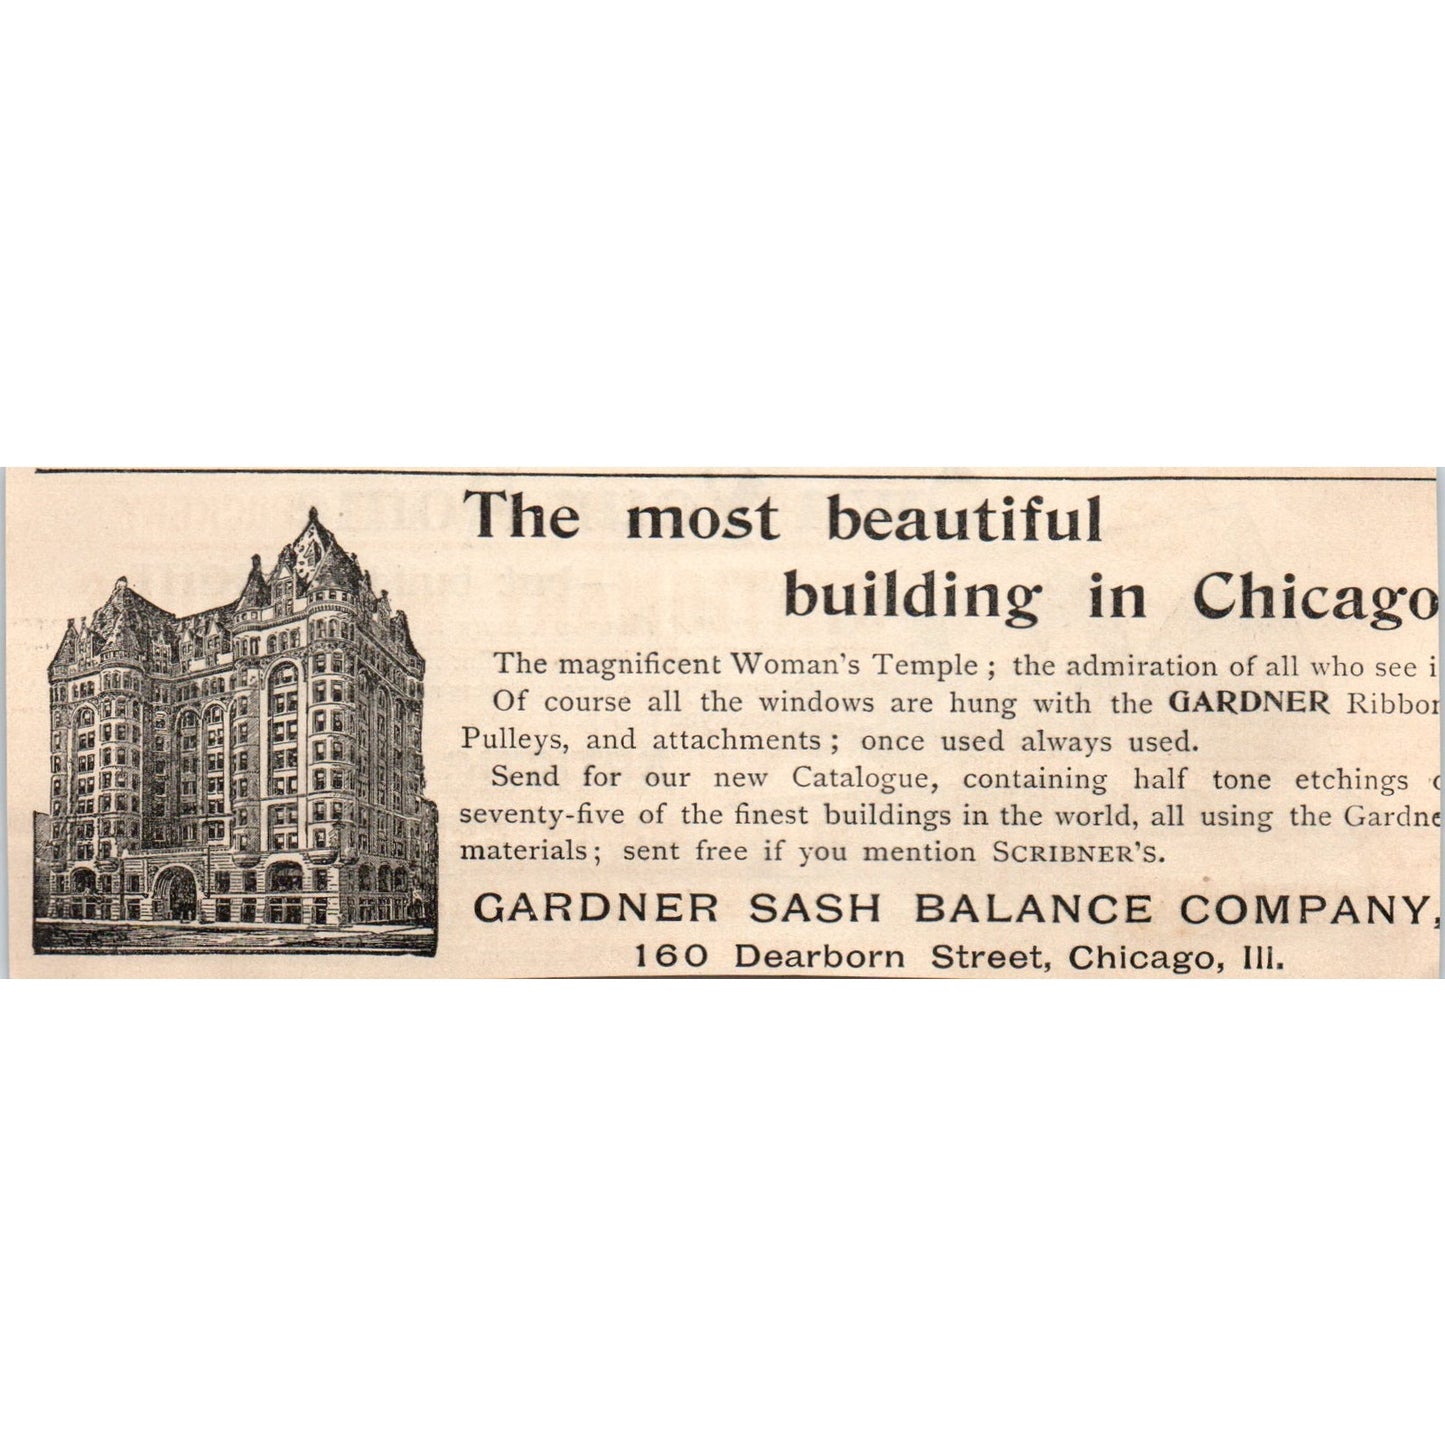 The most beautiful
building in Chicago
The magnificent Woman's Temple; the admiration of all who see
Of course all the windows are hung with the GARDNER
Pulleys, and attachments; once used always used.
Send for our new Catalogue, containing half tone etchings
seventy-five of the finest buildings in the world, all using the
materials; sent free if you mention SCRIBNER'S.
GARDNER SASH BALANCE COMPANY,
160 Dearborn Street, Chicago, Ill.